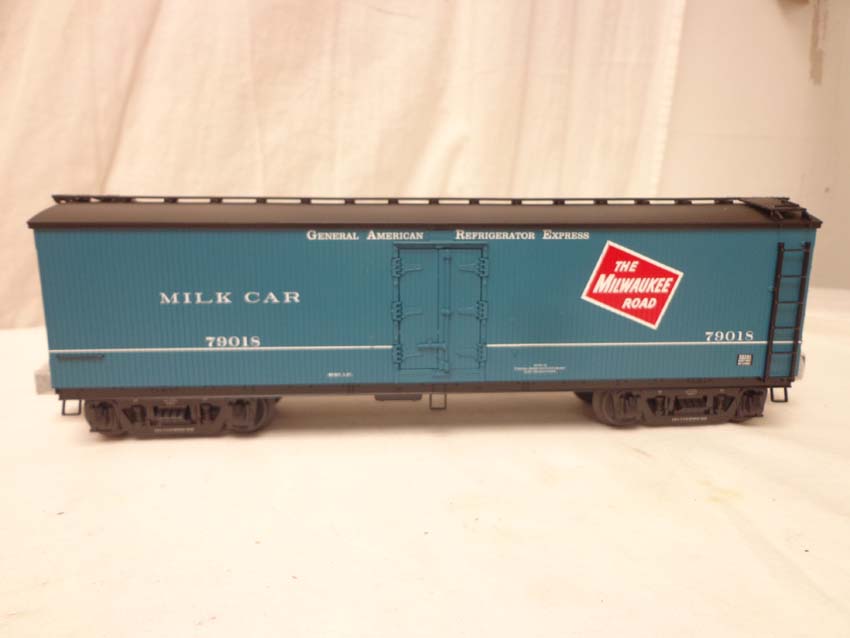 GENERAL AMERICAN REFRIGERATOR EXPRESS
THE
MILWAUKEE
ROAD
MILK CAR
79018
79018